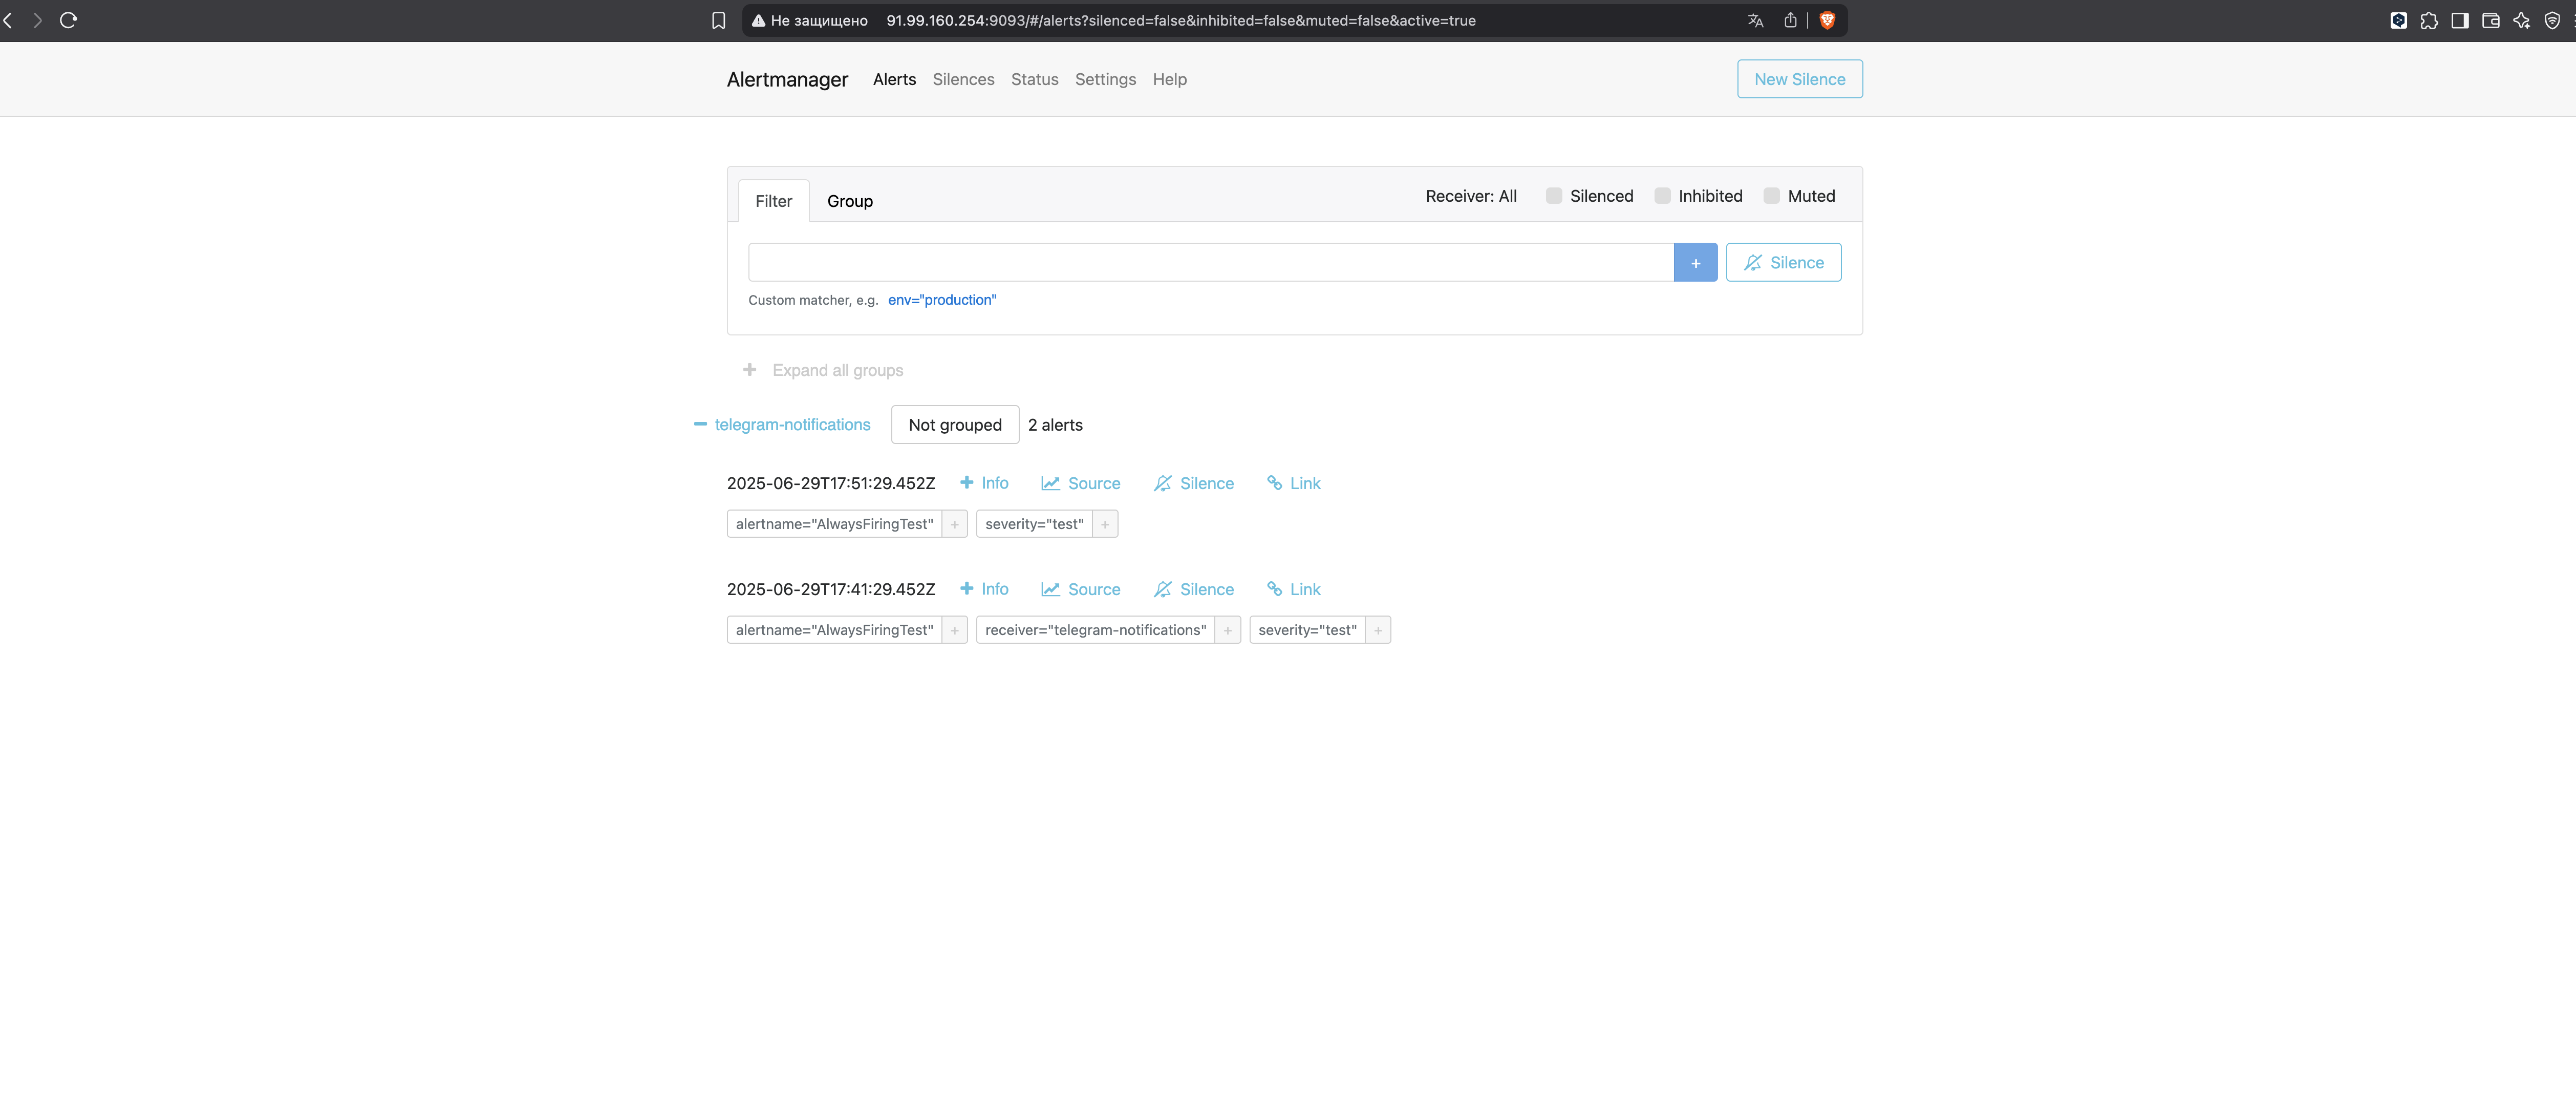 Не защищено 91.99.160.254:9093/#/alerts?silenced=false&inhibited=false&muted=false&active=true
Alertmanager Alerts Silences Status Settings Help New Silence
Filter Group Receiver: All Silenced Inhibited Muted
+ Silence
Custom matcher, e.g. env="production"
+ Expand all groups
− telegram-notifications Not grouped 2 alerts
2025-06-29T17:51:29.452Z + Info Source Silence Link
alertname="AlwaysFiringTest" + severity="test" +
2025-06-29T17:41:29.452Z + Info Source Silence Link
alertname="AlwaysFiringTest" + receiver="telegram-notifications" + severity="test" +